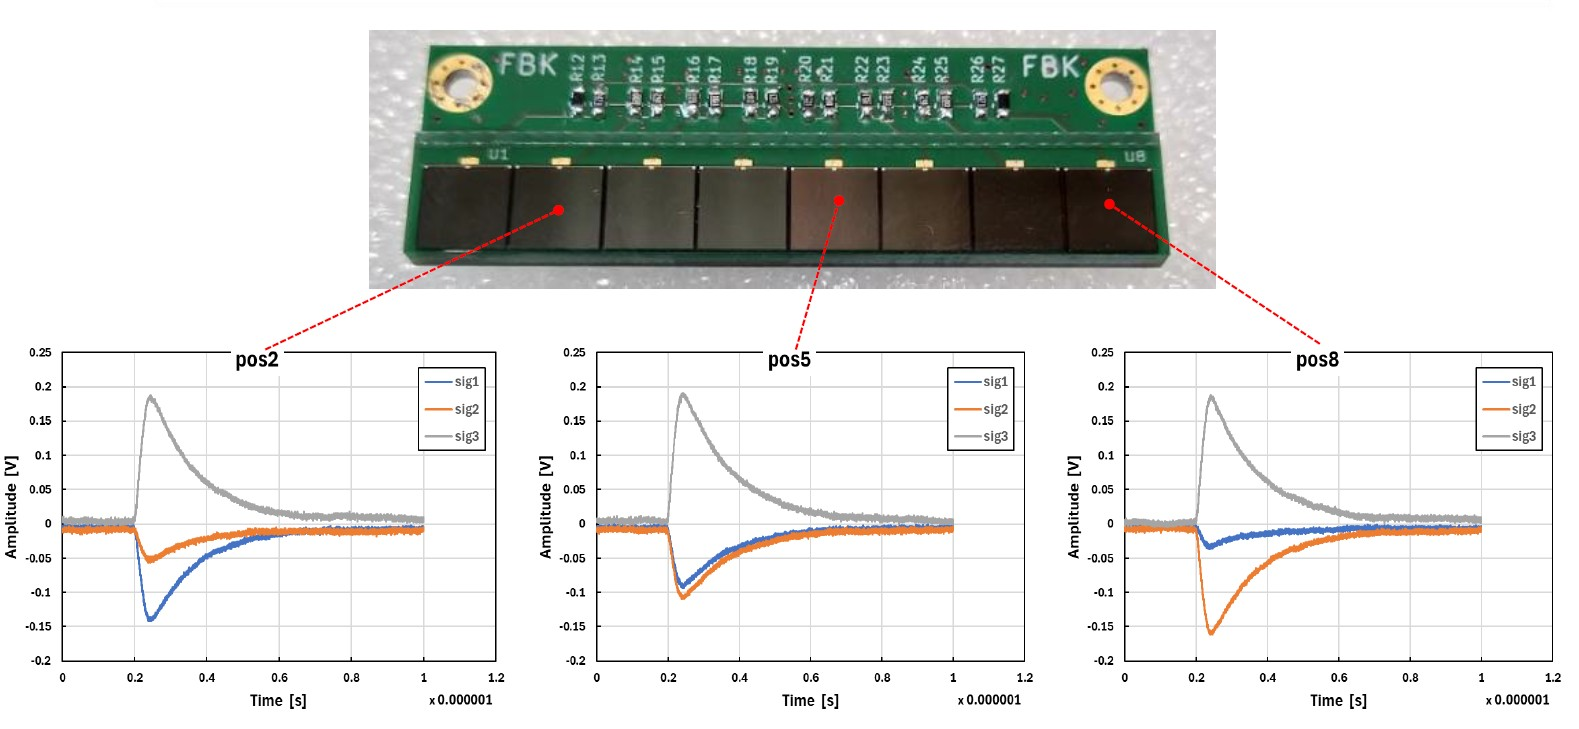 FBK
R12 R13 R14 R15 R16 R17 R18 R19 R20 R21 R22 R23 R24 R25 R26 R27
FBK
U1
U8
pos2
0.25
0.2
0.15
0.1
0.05
0
-0.05
-0.1
-0.15
-0.2
Amplitude [V]
sig1
sig2
sig3
0 0.2 0.4 0.6 0.8 1 1.2
Time [s]
x 0.000001
pos5
0.25
0.2
0.15
0.1
0.05
0
-0.05
-0.1
-0.15
-0.2
Amplitude [V]
sig1
sig2
sig3
0 0.2 0.4 0.6 0.8 1 1.2
Time [s]
x 0.000001
pos8
0.25
0.2
0.15
0.1
0.05
0
-0.05
-0.1
-0.15
-0.2
Amplitude [V]
sig1
sig2
sig3
0 0.2 0.4 0.6 0.8 1 1.2
Time [s]
x 0.000001